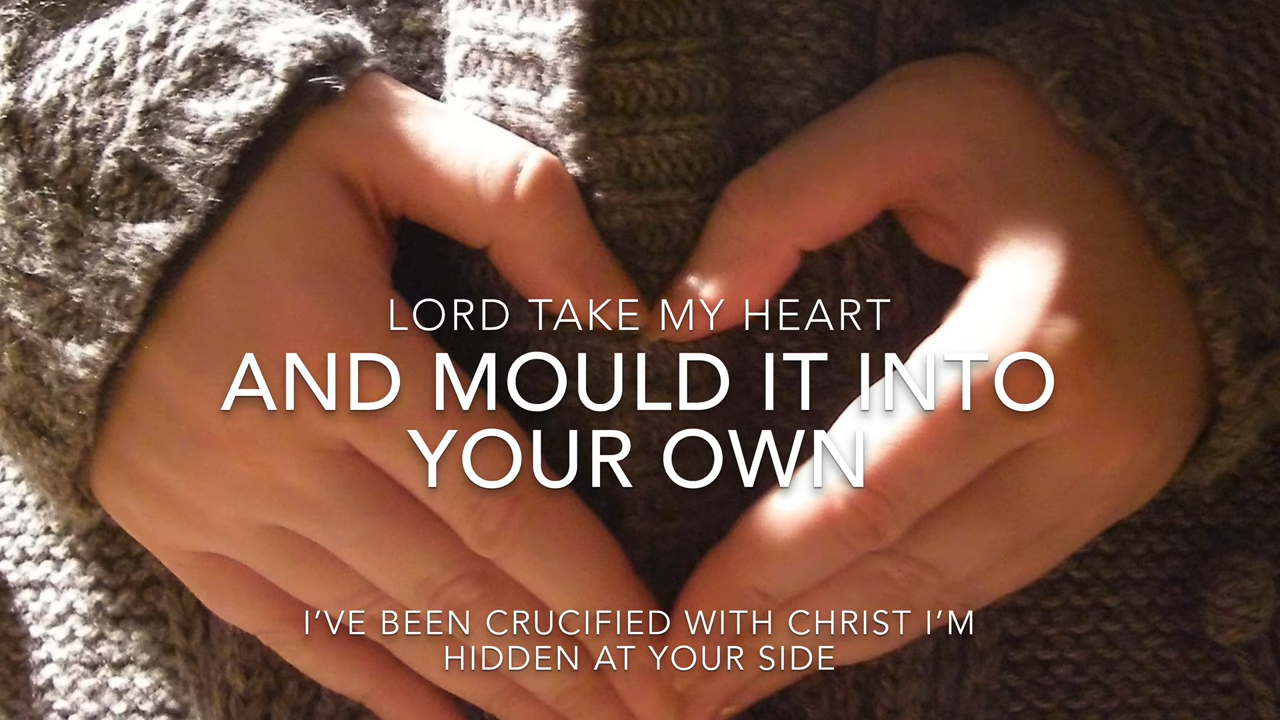 LORD TAKE MY HEART
AND MOULD IT INTO
YOUR OWN
I’VE BEEN CRUCIFIED WITH CHRIST I’M
HIDDEN AT YOUR SIDE